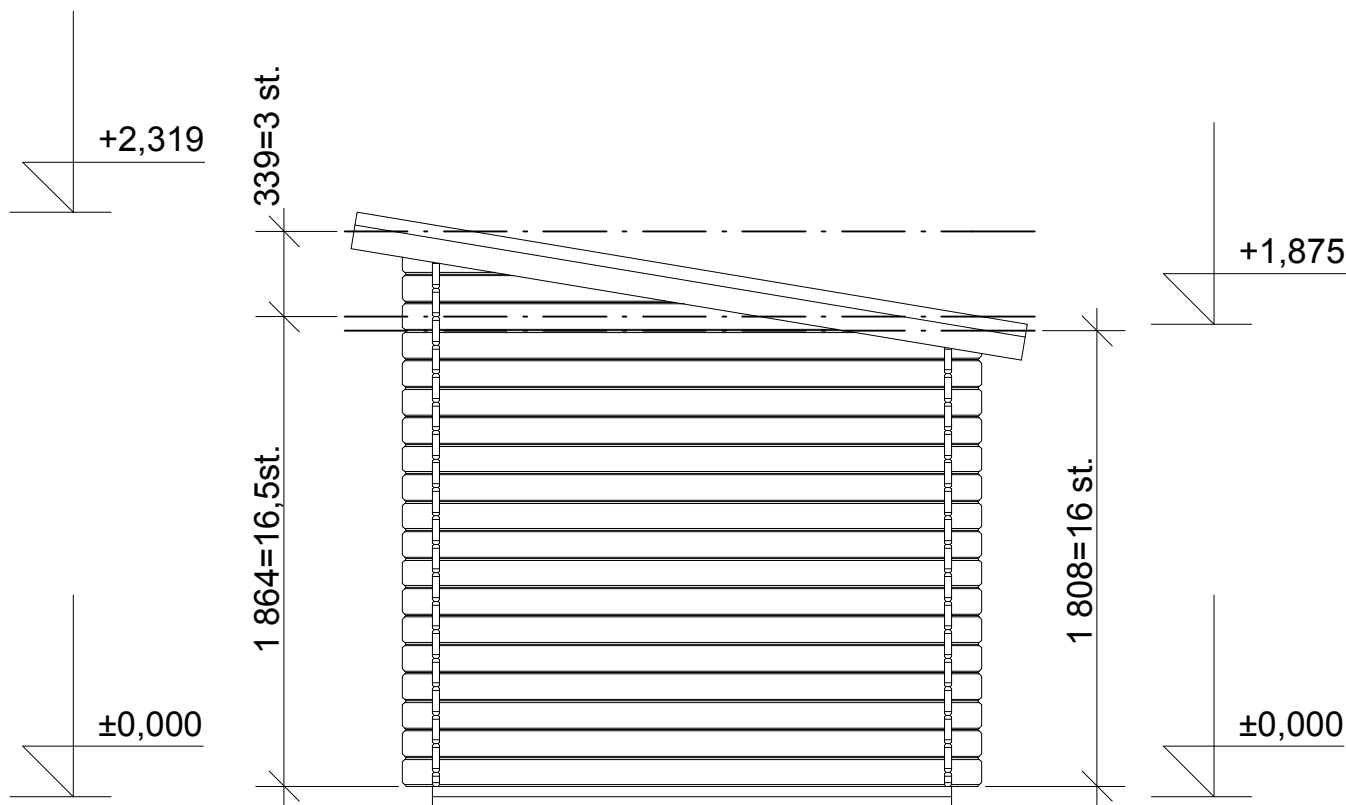 339=3 st.
+2,319
+1,875
1 864=16,5st.
1 808=16 st.
±0,000
±0,000